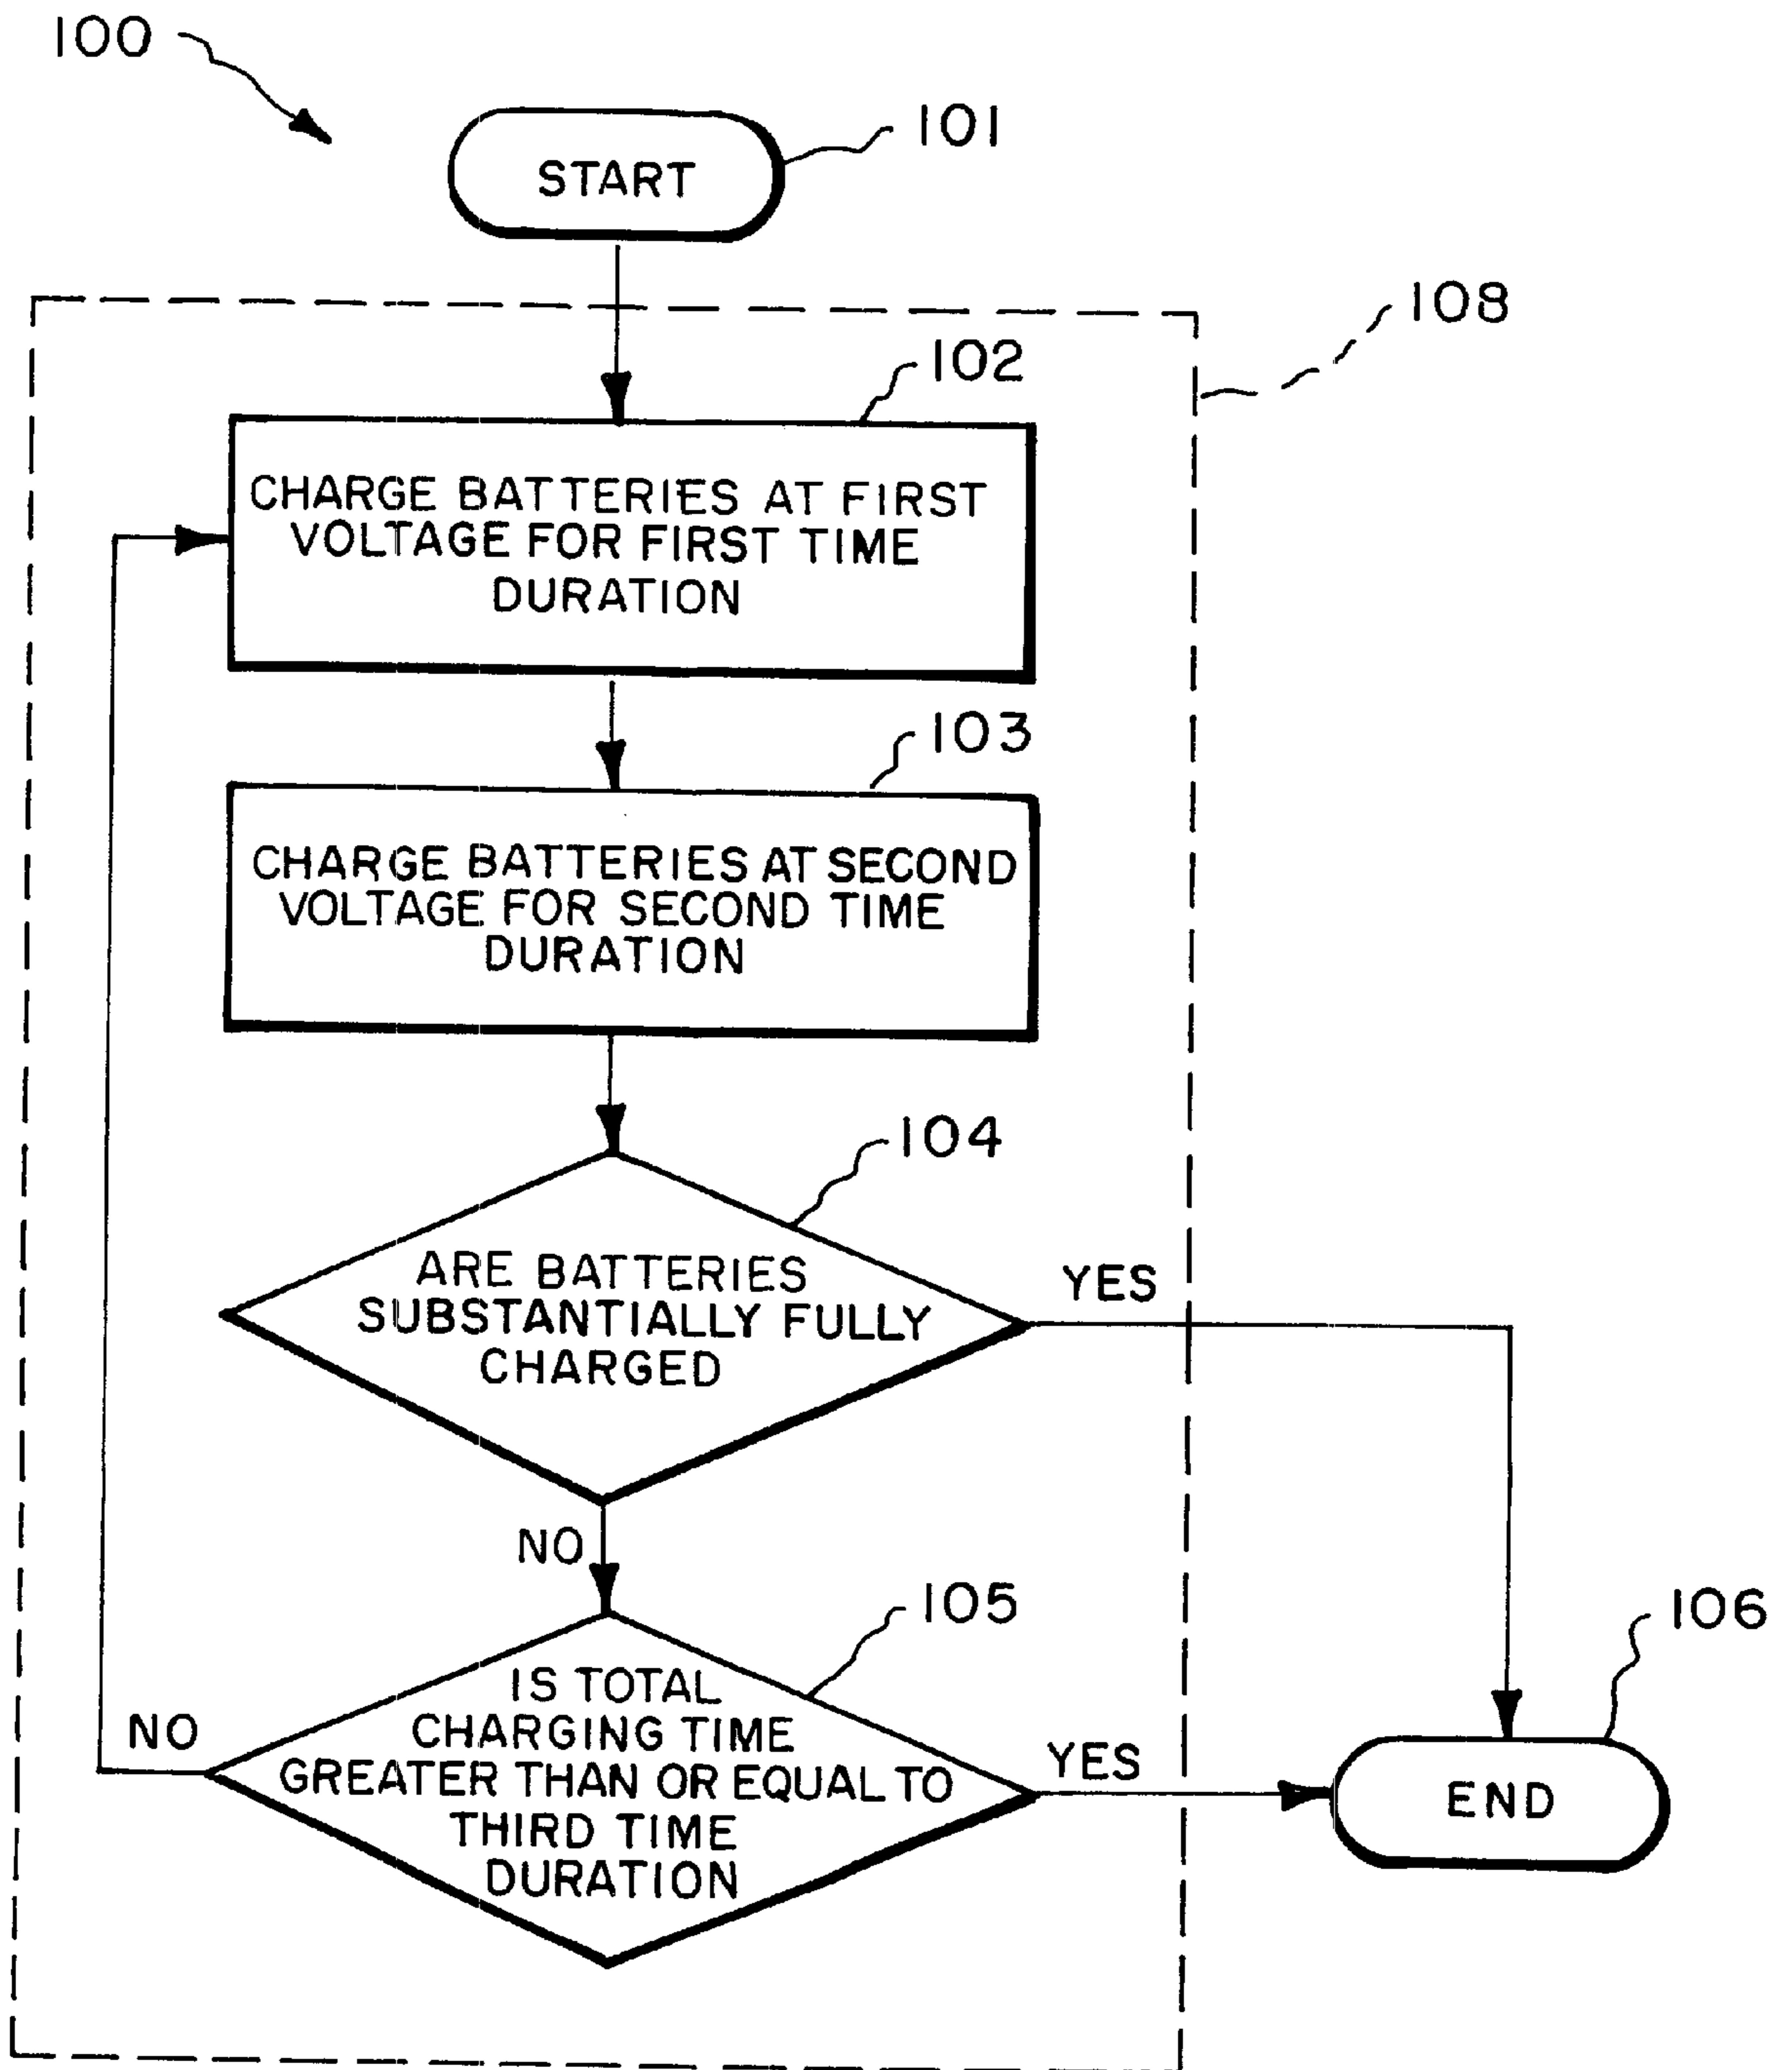 100
START
101
108
102
CHARGE BATTERIES AT FIRST
VOLTAGE FOR FIRST TIME
DURATION
103
CHARGE BATTERIES AT SECOND
VOLTAGE FOR SECOND TIME
DURATION
104
ARE BATTERIES
SUBSTANTIALLY FULLY
CHARGED
YES
NO
105
106
IS TOTAL
CHARGING TIME
GREATER THAN OR EQUAL TO
THIRD TIME
DURATION
NO
YES
END